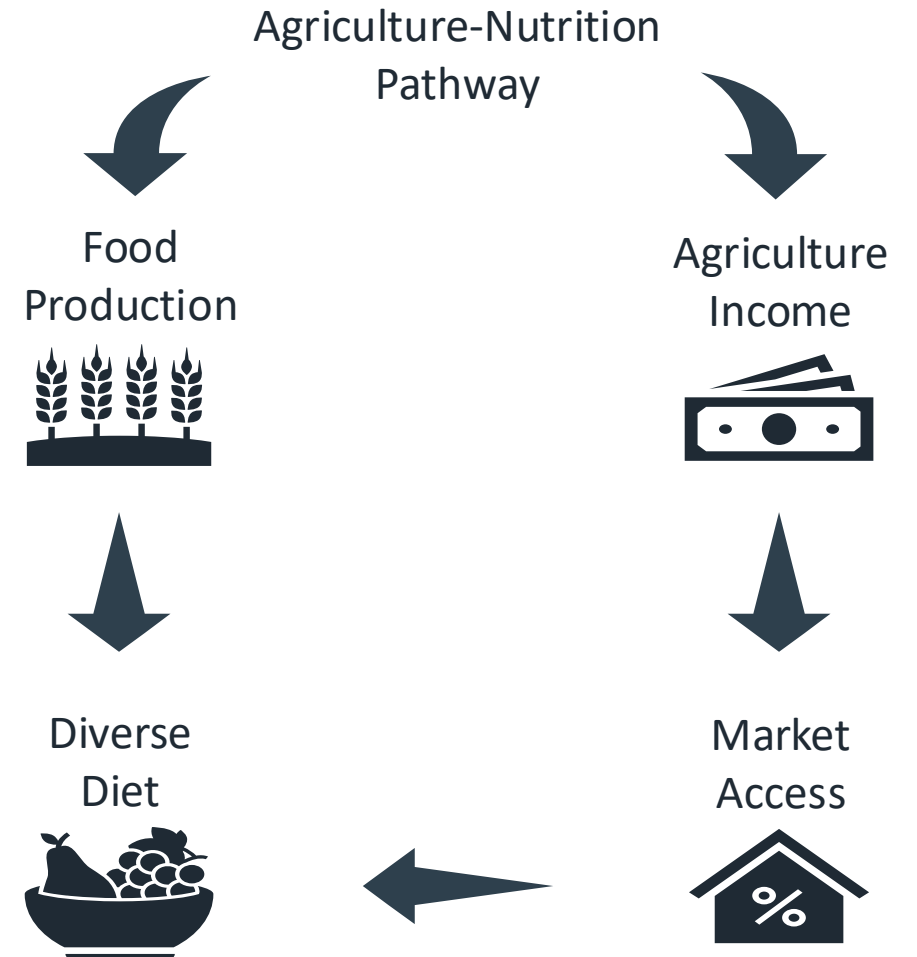 Agriculture-Nutrition
Pathway
Food
Production
Agriculture
Income
Diverse
Diet
Market
Access
%